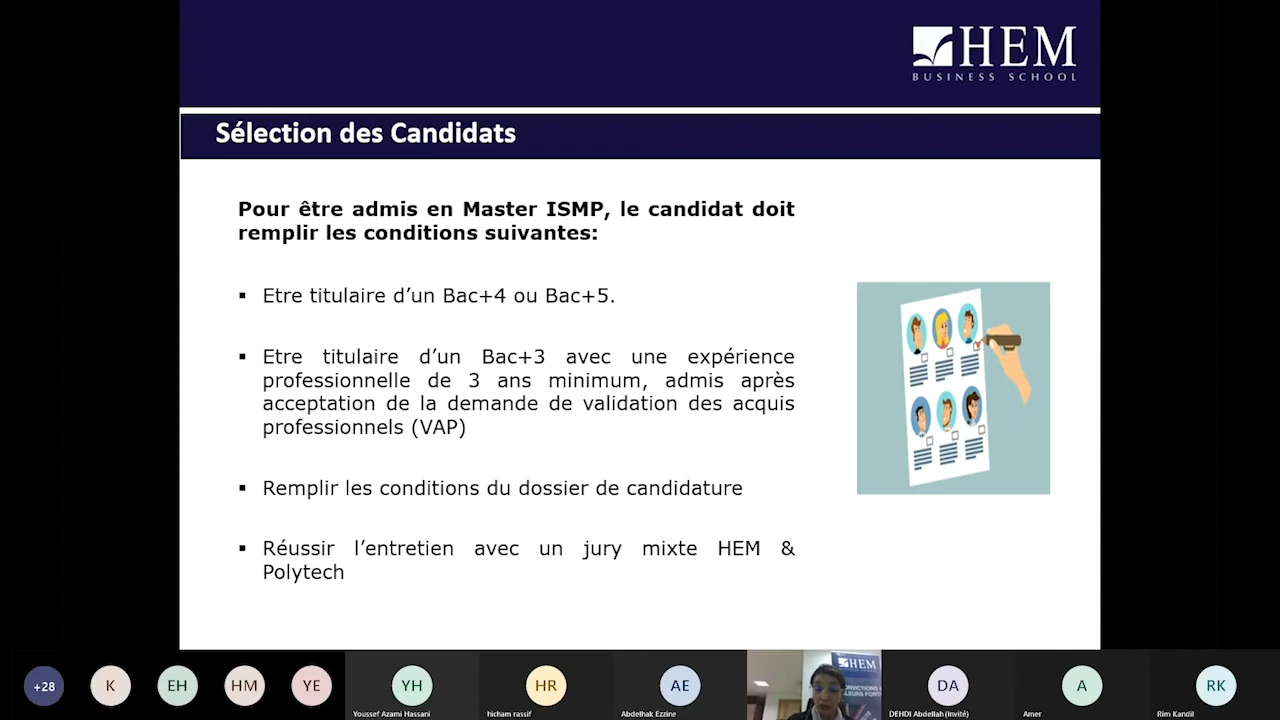 HEM
BUSINESS SCHOOL
Sélection des Candidats
Pour être admis en Master ISMP, le candidat doit
remplir les conditions suivantes:
▪ Etre titulaire d’un Bac+4 ou Bac+5.
▪ Etre titulaire d’un Bac+3 avec une expérience
professionnelle de 3 ans minimum, admis après
acceptation de la demande de validation des acquis
professionnels (VAP)
▪ Remplir les conditions du dossier de candidature
▪ Réussir l’entretien avec un jury mixte HEM &
Polytech
+28 K EH HM YE YH HR AE DA A RK
HEM
Youssef Azami Hassani hicham rassif Abdelhak Ezzine DEHDI Abdellah (Invité) Amer Rim Kandil